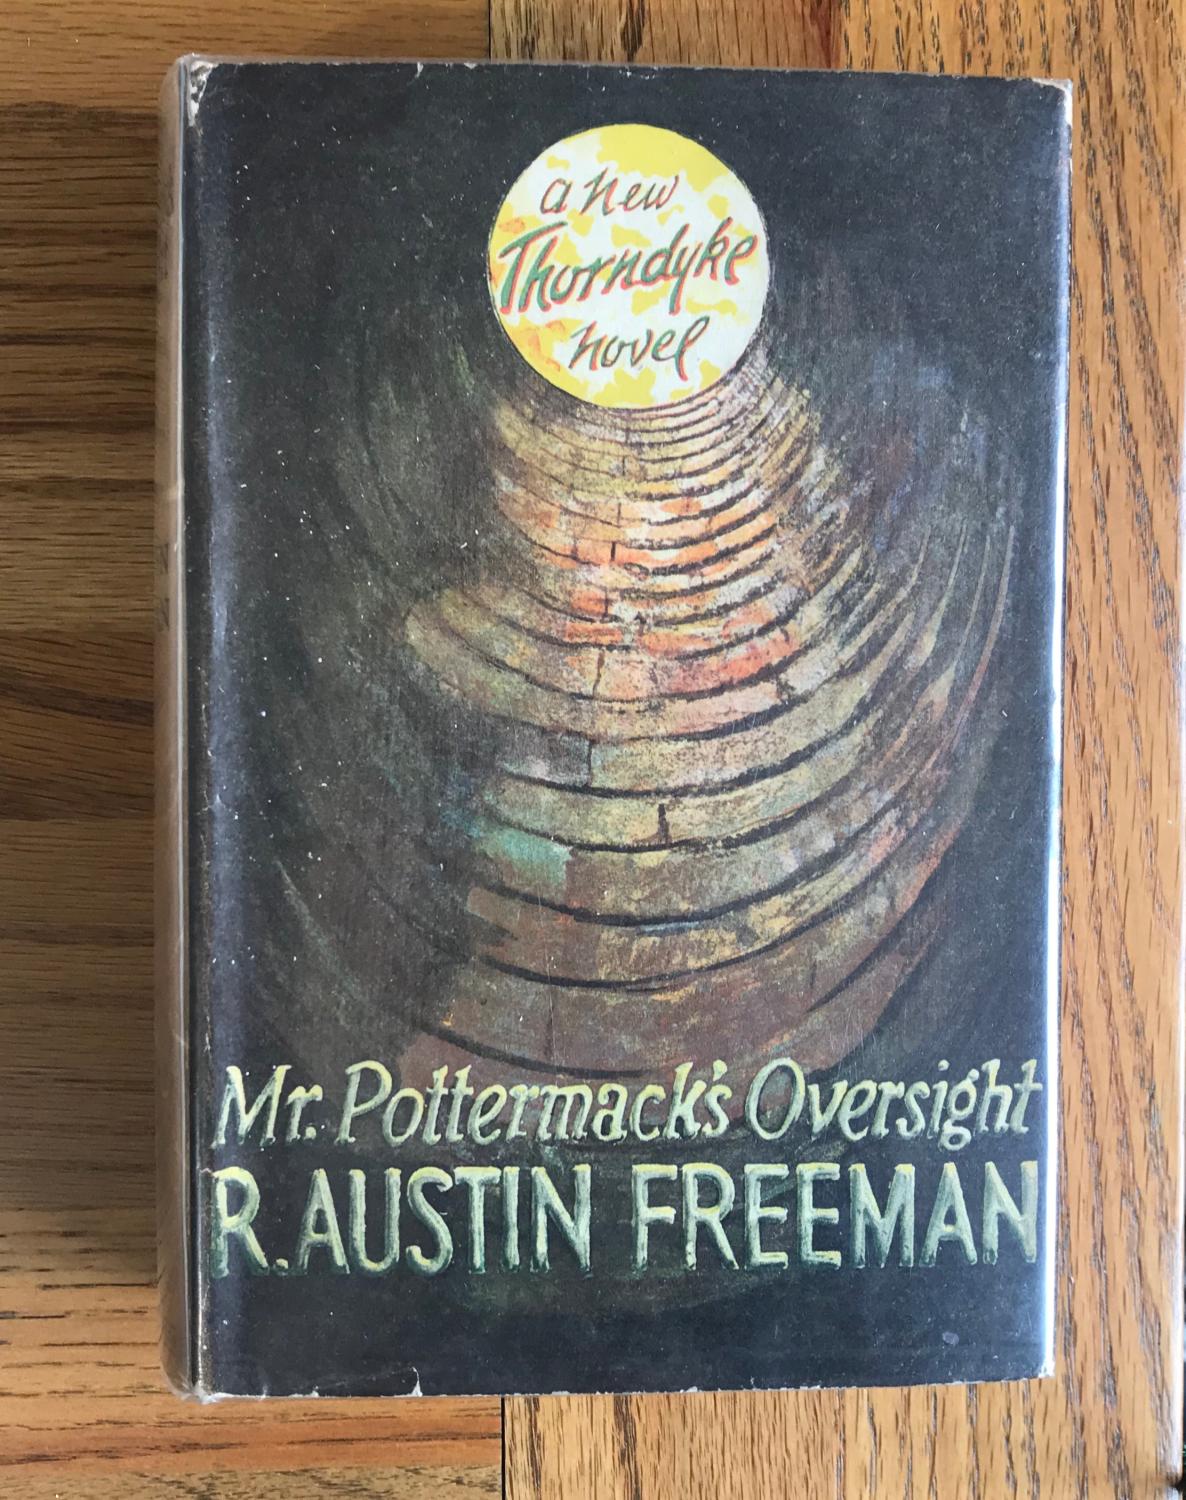 a new
Thorndyke
novel
Mr. Pottermack's Oversight
R. AUSTIN FREEMAN